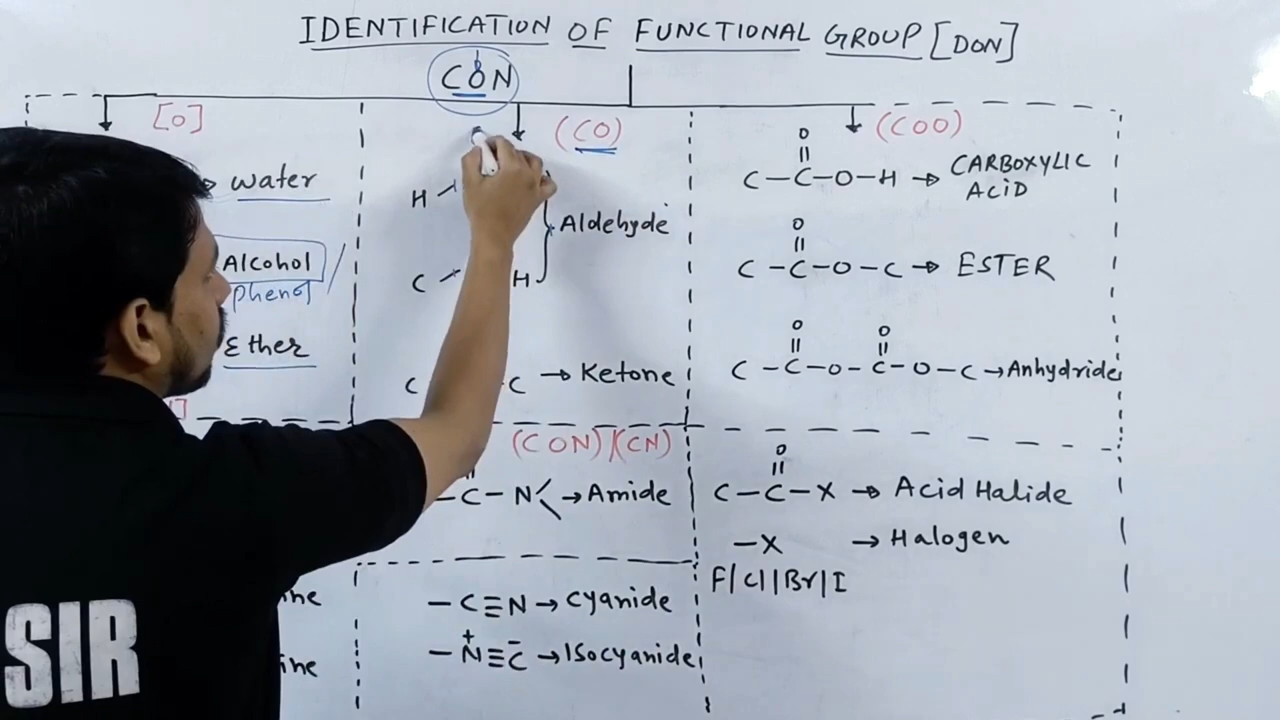 IDENTIFICATION OF FUNCTIONAL GROUP [DON]
CON
[O]
(CO)
(COO)
water
Alcohol
phenol
Ether
H
C H
Aldehyde
C C → Ketone
O
C-C-O-H → CARBOXYLIC ACID
O
C-C-O-C → ESTER
O O
C-C-O-C-O-C → Anhydride
(CON)(CN)
-C-N< → Amide
-C≡N → Cyanide
+ -
-N≡C → Isocyanide
O
C-C-X → Acid Halide
-X → Halogen
F|Cl||Br|I
SIR